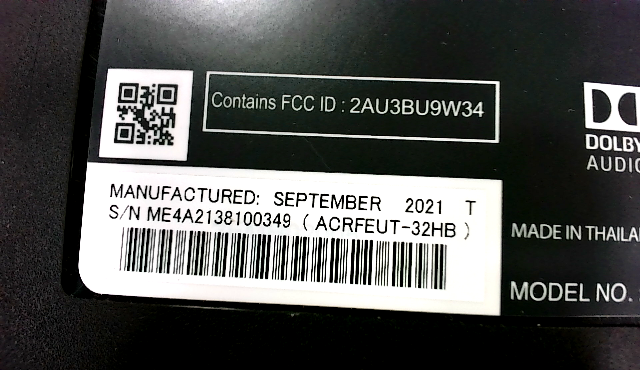 Contains FCC ID : 2AU3BU9W34
DOLBY
AUDIO
MANUFACTURED: SEPTEMBER 2021 T
S/N ME4A2138100349 ( ACRFEUT-32HB )
MADE IN THAILA
MODEL NO.